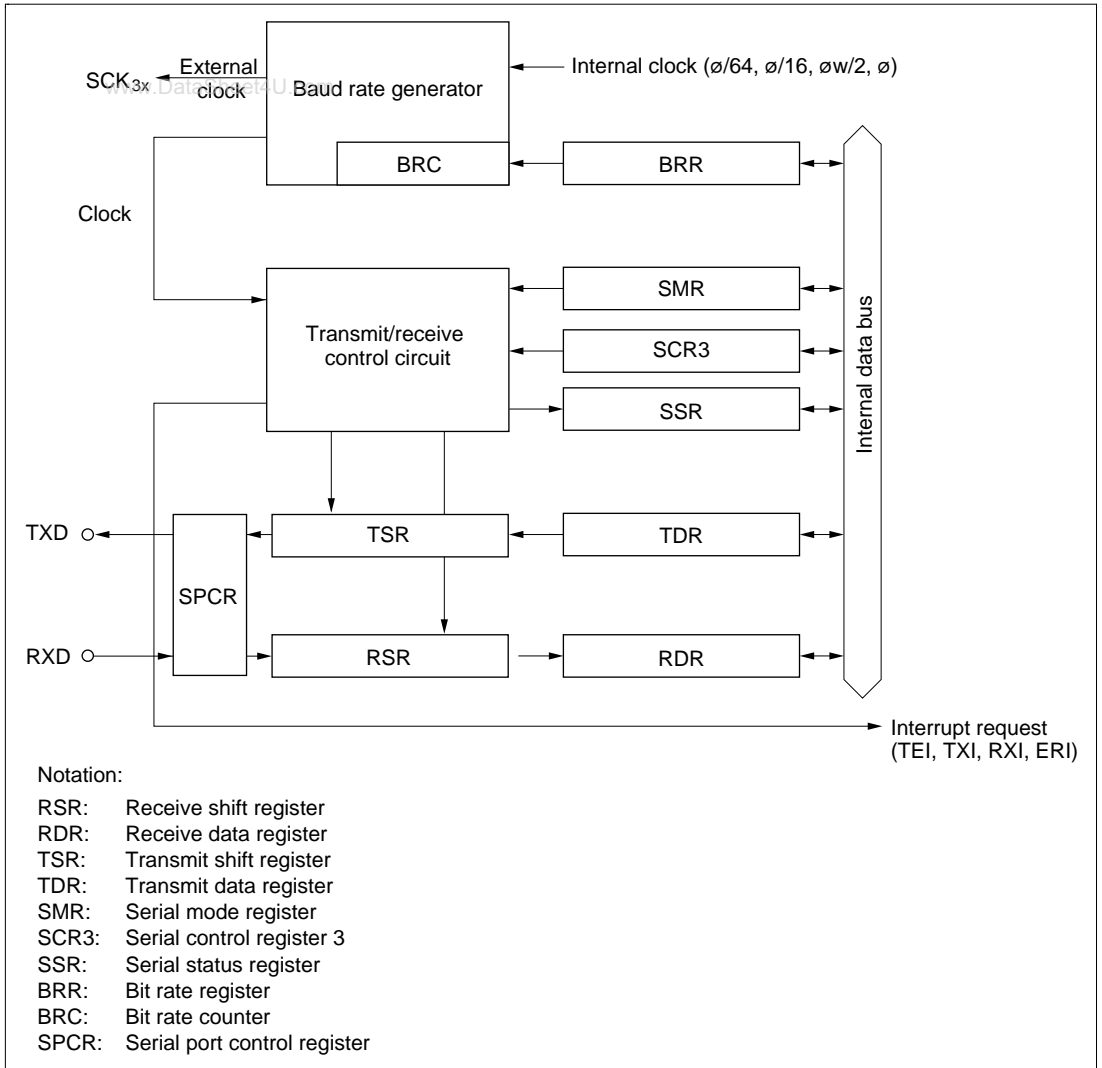 External
SCK3x
clock
www.DataSheet4U.com
Baud rate generator
Internal clock (ø/64, ø/16, øw/2, ø)
BRC
BRR
Clock
SMR
Transmit/receive
control circuit
SCR3
SSR
Internal data bus
TXD
TSR
TDR
SPCR
RXD
RSR
RDR
Interrupt request
(TEI, TXI, RXI, ERI)
Notation:
RSR: Receive shift register
RDR: Receive data register
TSR: Transmit shift register
TDR: Transmit data register
SMR: Serial mode register
SCR3: Serial control register 3
SSR: Serial status register
BRR: Bit rate register
BRC: Bit rate counter
SPCR: Serial port control register